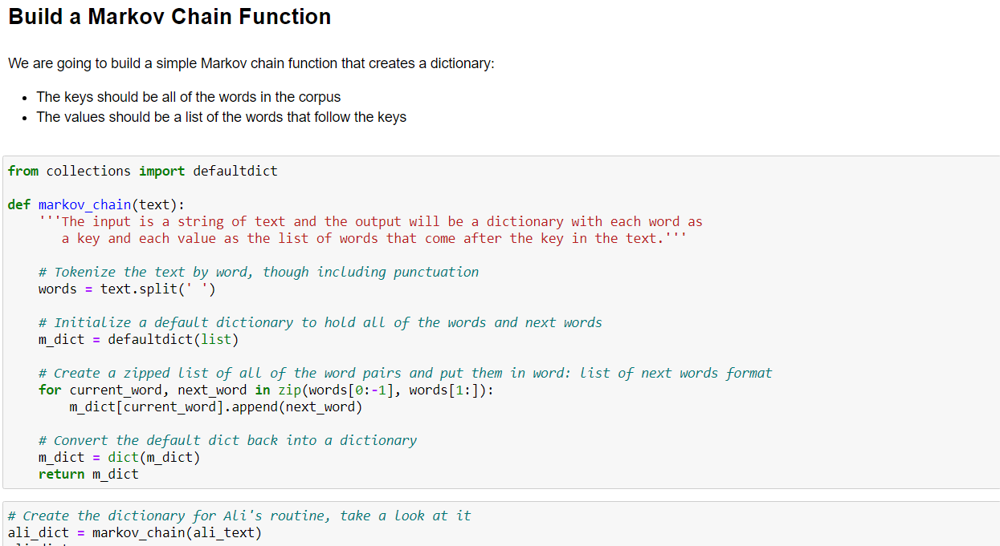 Build a Markov Chain Function
We are going to build a simple Markov chain function that creates a dictionary:
• The keys should be all of the words in the corpus
• The values should be a list of the words that follow the keys
from collections import defaultdict
def markov_chain(text):
    '''The input is a string of text and the output will be a dictionary with each word as
       a key and each value as the list of words that come after the key in the text.'''
    # Tokenize the text by word, though including punctuation
    words = text.split(' ')
    # Initialize a default dictionary to hold all of the words and next words
    m_dict = defaultdict(list)
    # Create a zipped list of all of the word pairs and put them in word: list of next words format
    for current_word, next_word in zip(words[0:-1], words[1:]):
        m_dict[current_word].append(next_word)
    # Convert the default dict back into a dictionary
    m_dict = dict(m_dict)
    return m_dict
# Create the dictionary for Ali's routine, take a look at it
ali_dict = markov_chain(ali_text)